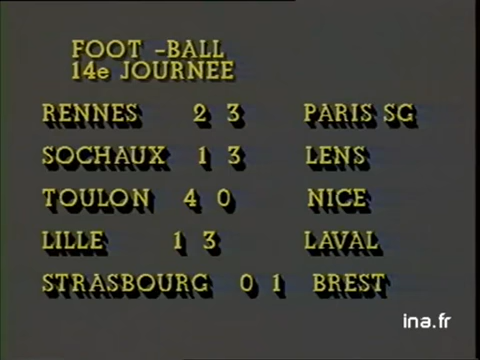 FOOT -BALL
14e JOURNEE
RENNES 2 3 PARIS SG
SOCHAUX 1 3 LENS
TOULON 4 0 NICE
LILLE 1 3 LAVAL
STRASBOURG 0 1 BREST
ina.fr